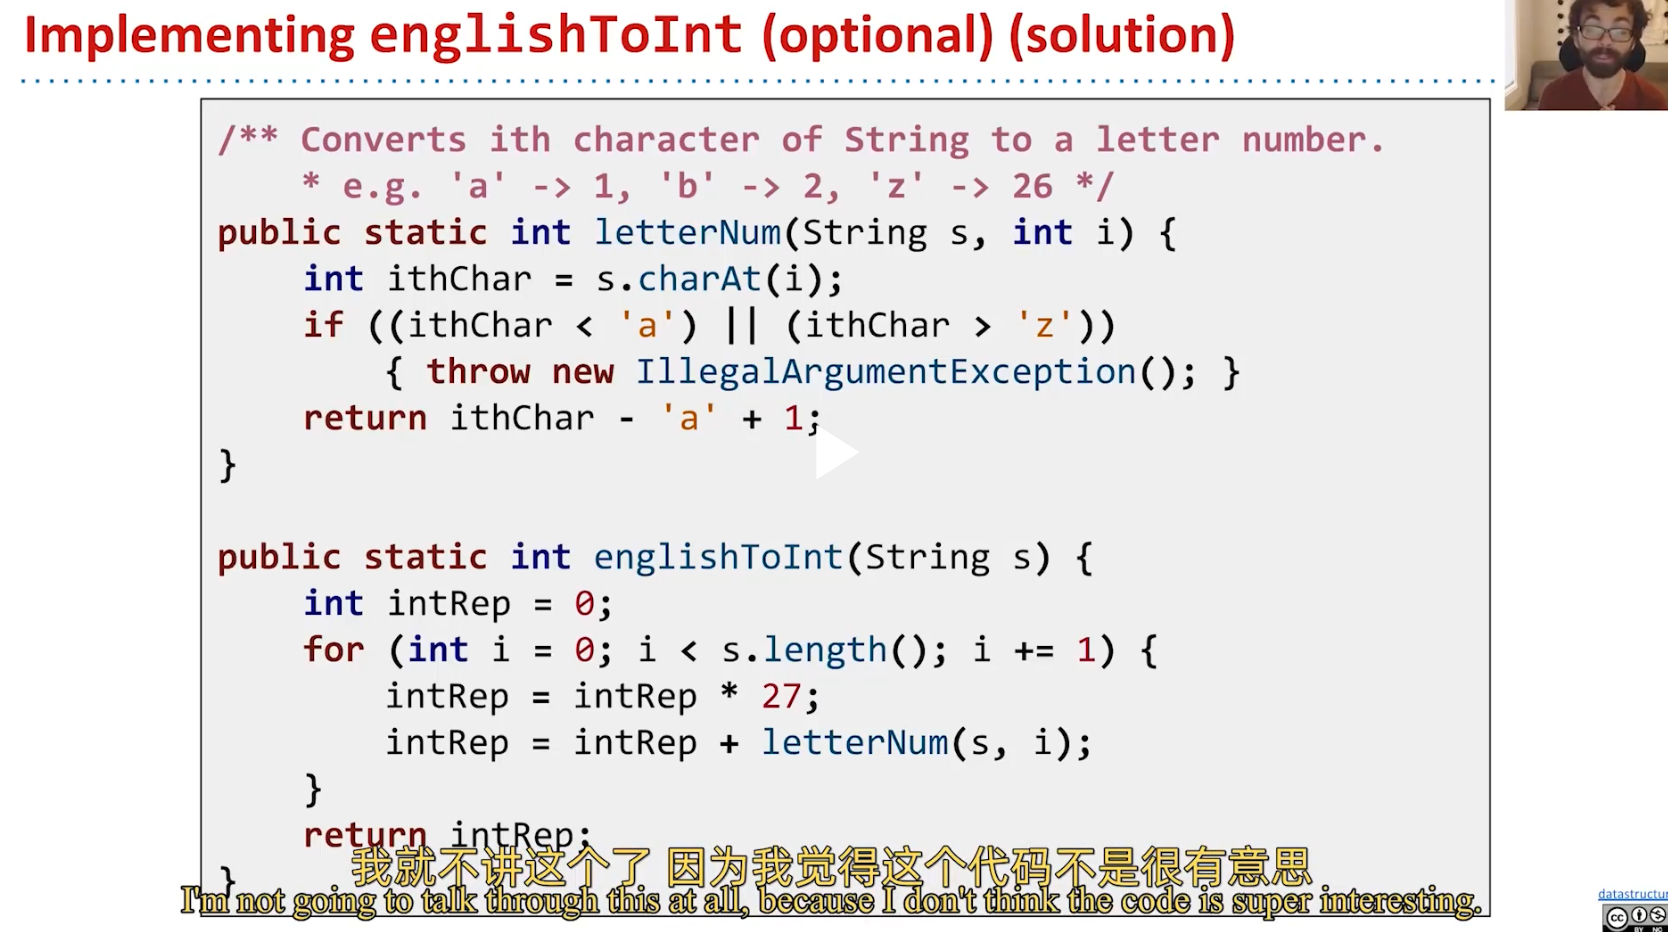 Implementing englishToInt (optional) (solution)
/** Converts ith character of String to a letter number.
* e.g. 'a' -> 1, 'b' -> 2, 'z' -> 26 */
public static int letterNum(String s, int i) {
int ithChar = s.charAt(i);
if ((ithChar < 'a') || (ithChar > 'z'))
{ throw new IllegalArgumentException(); }
return ithChar - 'a' + 1;
}
public static int englishToInt(String s) {
int intRep = 0;
for (int i = 0; i < s.length(); i += 1) {
intRep = intRep * 27;
intRep = intRep + letterNum(s, i);
}
return intRep;
}
我就不讲这个了 因为我觉得这个代码不是很有意思
I'm not going to talk through this at all, because I don't think the code is super interesting.
datastructur
cc
BY NC